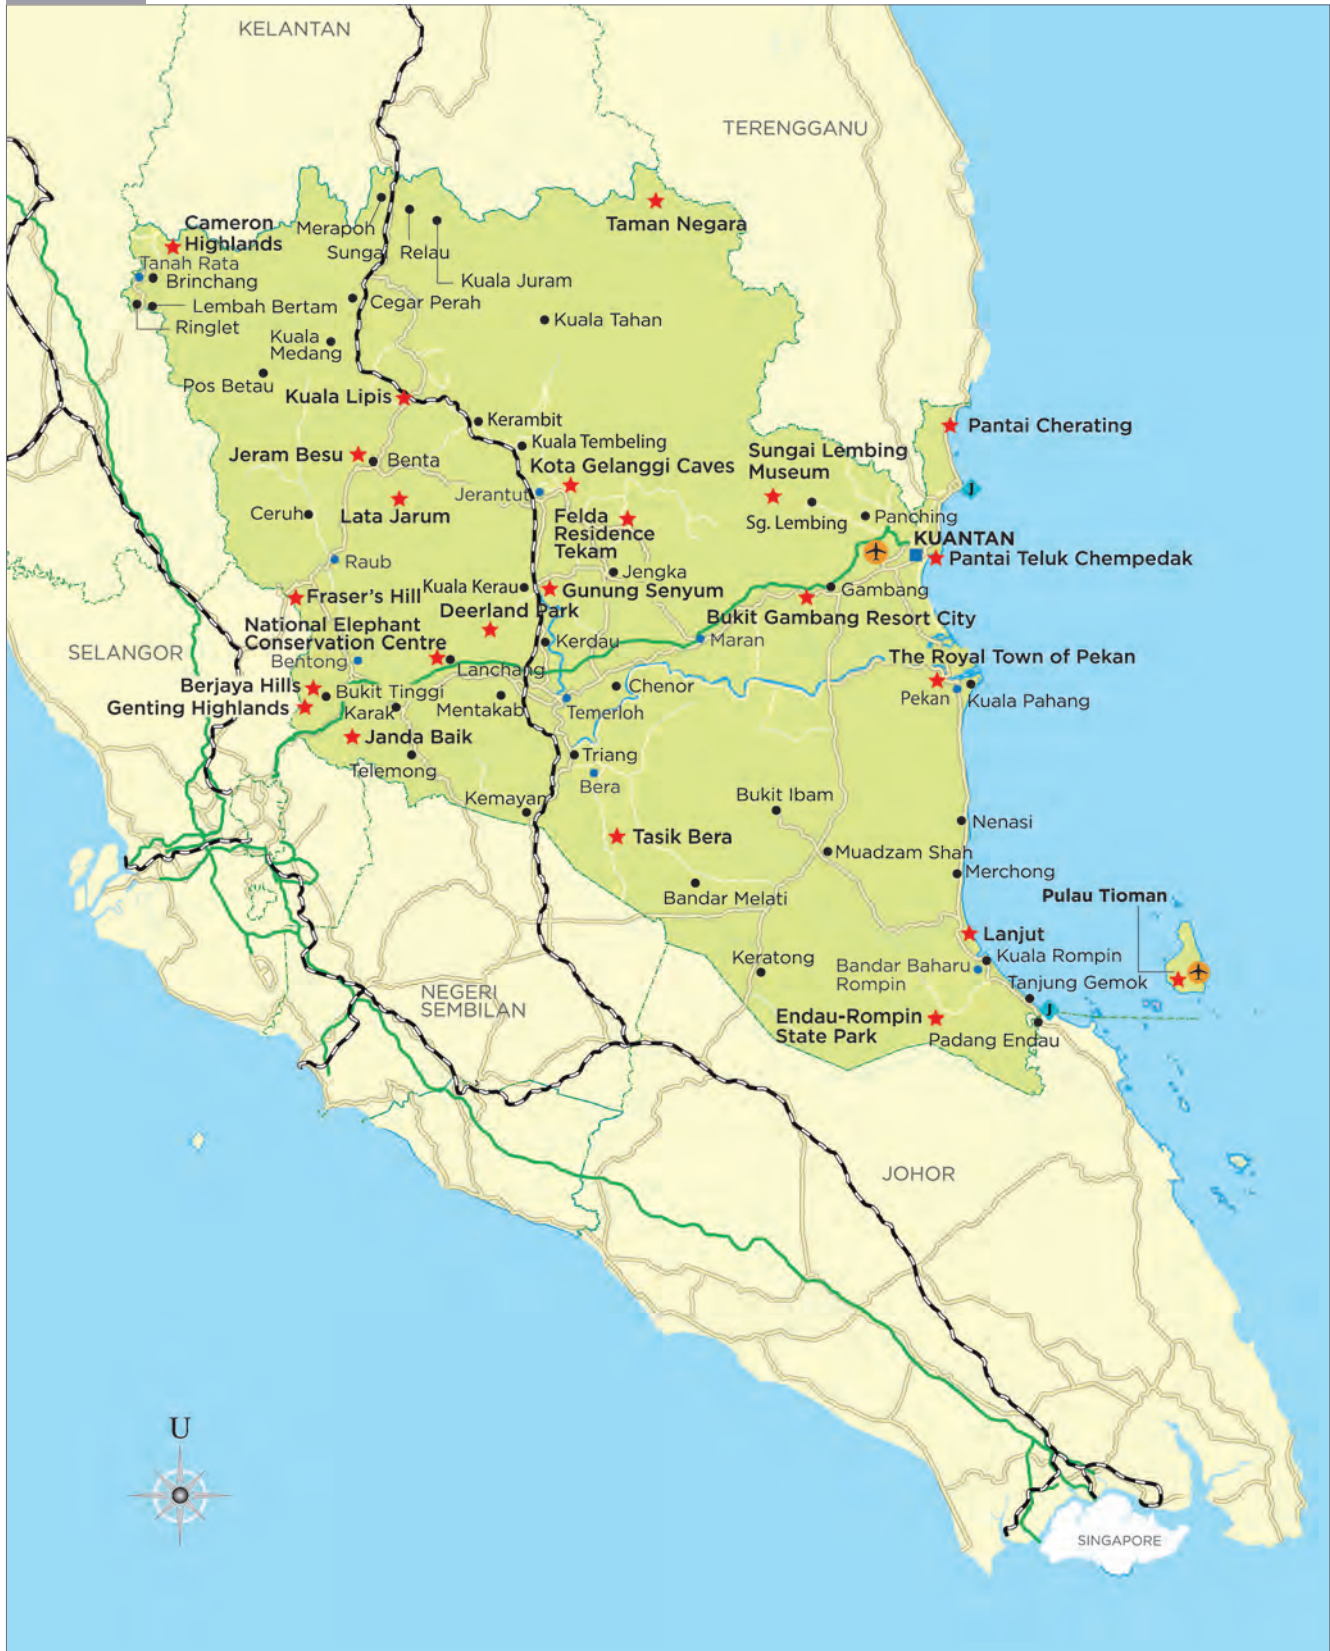 KELANTAN
TERENGGANU
Cameron
Highlands
Merapoh
Sungai Relau
Taman Negara
Tanah Rata
Brinchang
Kuala Juram
Lembah Bertam
Cegar Perah
Ringlet
Kuala
Medang
Kuala Tahan
Pos Betau
Kuala Lipis
Kerambit
Pantai Cherating
Kuala Tembeling
Jeram Besu
Benta
Kota Gelanggi Caves
Sungai Lembing
Museum
Jerantut
J
Ceruh
Lata Jarum
Felda
Residence
Tekam
Sg. Lembing
Panching
KUANTAN
Raub
Pantai Teluk Chempedak
Jengka
Kuala Kerau
Gunung Senyum
Gambang
Fraser's Hill
Deerland Park
Bukit Gambang Resort City
National Elephant
Conservation Centre
Kerdau
Maran
SELANGOR
Bentong
Lanchang
The Royal Town of Pekan
Berjaya Hills
Bukit Tinggi
Chenor
Genting Highlands
Karak
Mentakab
Temerloh
Pekan
Kuala Pahang
Janda Baik
Telemong
Triang
Bera
Kemayan
Bukit Ibam
Nenasi
Tasik Bera
Muadzam Shah
Merchong
Bandar Melati
Pulau Tioman
Lanjut
Keratong
Kuala Rompin
Bandar Baharu
Rompin
Tanjung Gemok
NEGERI
SEMBILAN
J
Endau-Rompin
State Park
Padang Endau
JOHOR
U
SINGAPORE